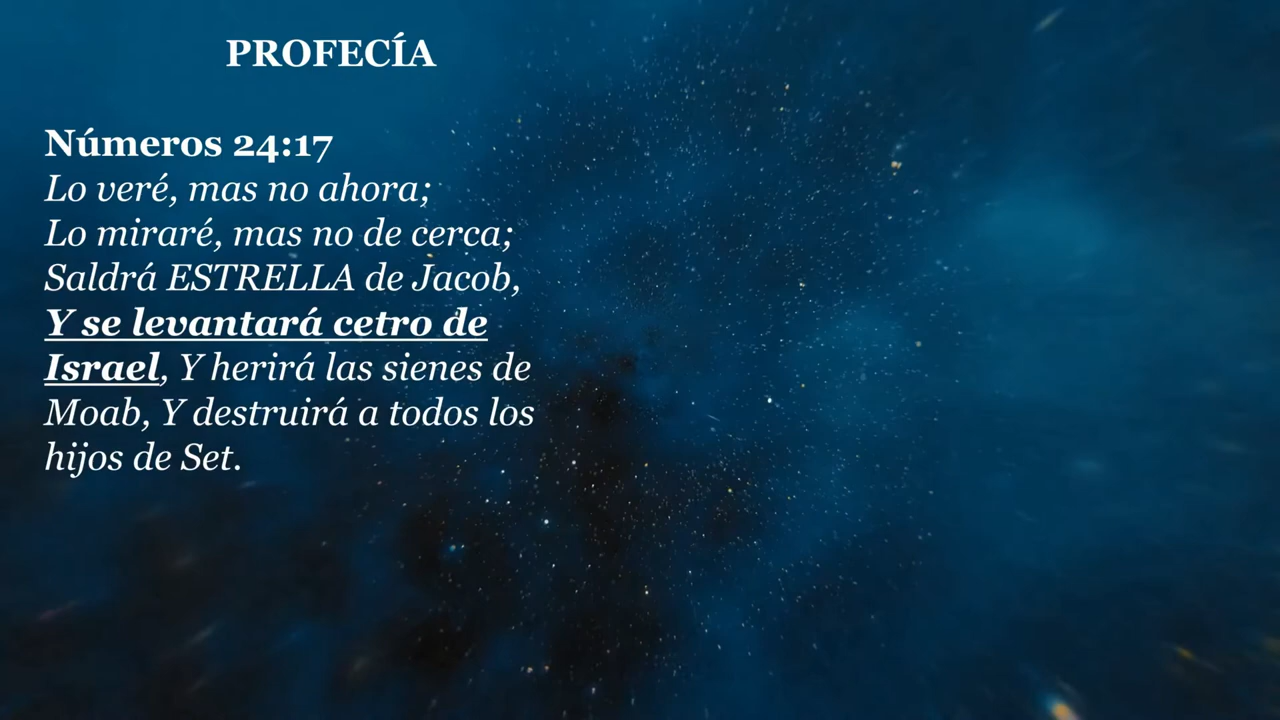 PROFECÍA
Números 24:17
Lo veré, mas no ahora;
Lo miraré, mas no de cerca;
Saldrá ESTRELLA de Jacob,
Y se levantará cetro de
Israel, Y herirá las sienes de
Moab, Y destruirá a todos los
hijos de Set.